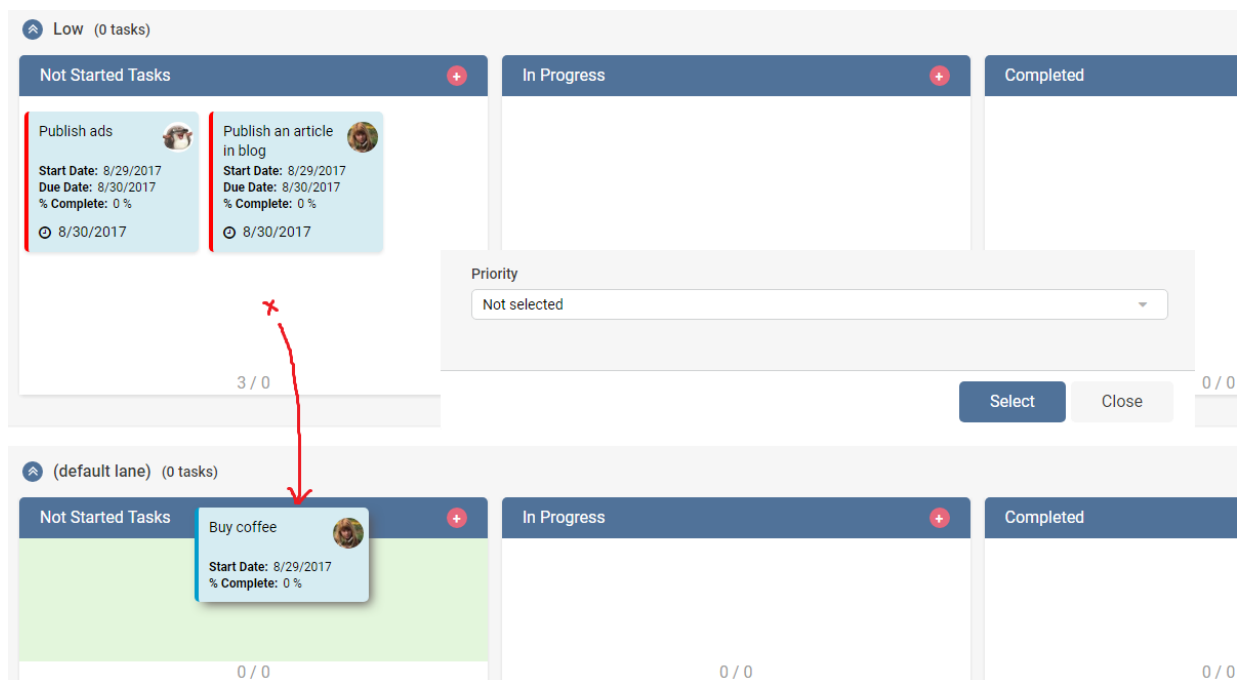 Low (0 tasks)
Not Started Tasks
In Progress
Completed
Publish ads
Start Date: 8/29/2017
Due Date: 8/30/2017
% Complete: 0 %
8/30/2017
Publish an article
in blog
Start Date: 8/29/2017
Due Date: 8/30/2017
% Complete: 0 %
8/30/2017
3 / 0
Priority
Not selected
Select
Close
0 / 0
(default lane) (0 tasks)
Not Started Tasks
In Progress
Completed
Buy coffee
Start Date: 8/29/2017
% Complete: 0 %
0 / 0
0 / 0
0 / 0